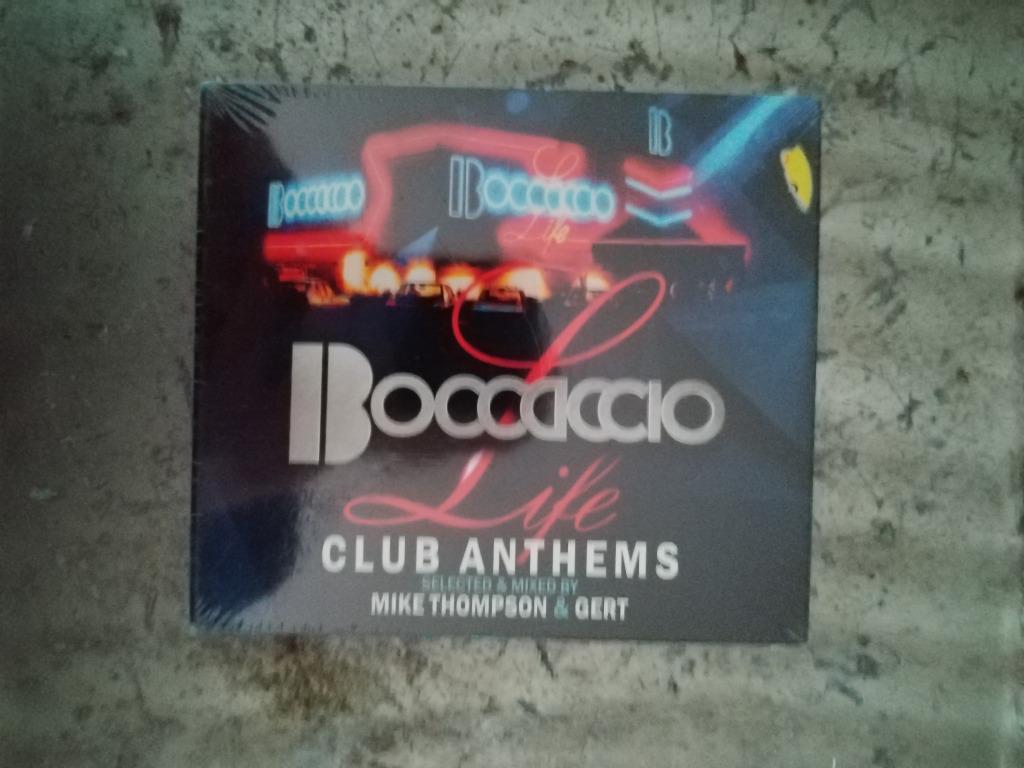 B
Boccaccio
Boccaccio
Life
Boccaccio
Life
CLUB ANTHEMS
SELECTED & MIXED BY
MIKE THOMPSON & GERT